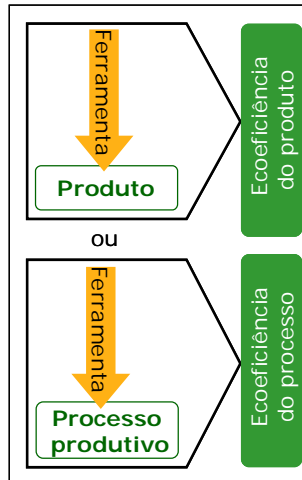 Ferramenta
Produto
Ecoeficiência
do produto
ou
Ferramenta
Processo
produtivo
Ecoeficiência
do processo